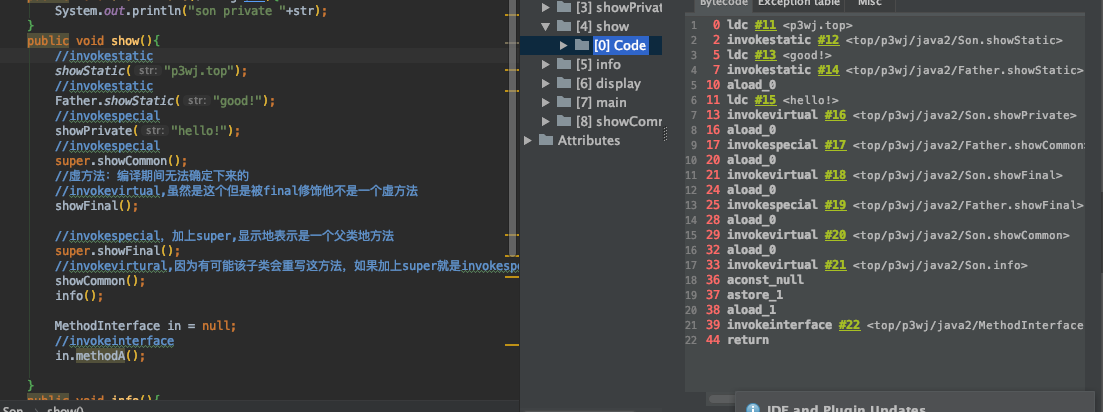 System.out.println("son private "+str);
}
public void show(){
//invokestatic
showStatic( str: "p3wj.top");
//invokestatic
Father.showStatic( str: "good!");
//invokespecial
showPrivate( str: "hello!");
//invokespecial
super.showCommon();
//虚方法：编译期间无法确定下来的
//invokevirtual,虽然是这个但是被final修饰他不是一个虚方法
showFinal();
//invokespecial，加上super,显示地表示是一个父类地方法
super.showFinal();
//invokevirtural,因为有可能该子类会重写这方法，如果加上super就是invokespe
showCommon();
info();
MethodInterface in = null;
//invokeinterface
in.methodA();
}
public void info(){
Son
show()
[3] showPrivat
[4] show
[0] Code
[5] info
[6] display
[7] main
[8] showComm
Attributes
Bytecode Exception table Misc
1 0 ldc #11 <p3wj.top>
2 2 invokestatic #12 <top/p3wj/java2/Son.showStatic>
3 5 ldc #13 <good!>
4 7 invokestatic #14 <top/p3wj/java2/Father.showStatic>
5 10 aload_0
6 11 ldc #15 <hello!>
7 13 invokevirtual #16 <top/p3wj/java2/Son.showPrivate>
8 16 aload_0
9 17 invokespecial #17 <top/p3wj/java2/Father.showCommon>
10 20 aload_0
11 21 invokevirtual #18 <top/p3wj/java2/Son.showFinal>
12 24 aload_0
13 25 invokespecial #19 <top/p3wj/java2/Father.showFinal>
14 28 aload_0
15 29 invokevirtual #20 <top/p3wj/java2/Son.showCommon>
16 32 aload_0
17 33 invokevirtual #21 <top/p3wj/java2/Son.info>
18 36 aconst_null
19 37 astore_1
20 38 aload_1
21 39 invokeinterface #22 <top/p3wj/java2/MethodInterface
22 44 return
IDE and Plugin Updates